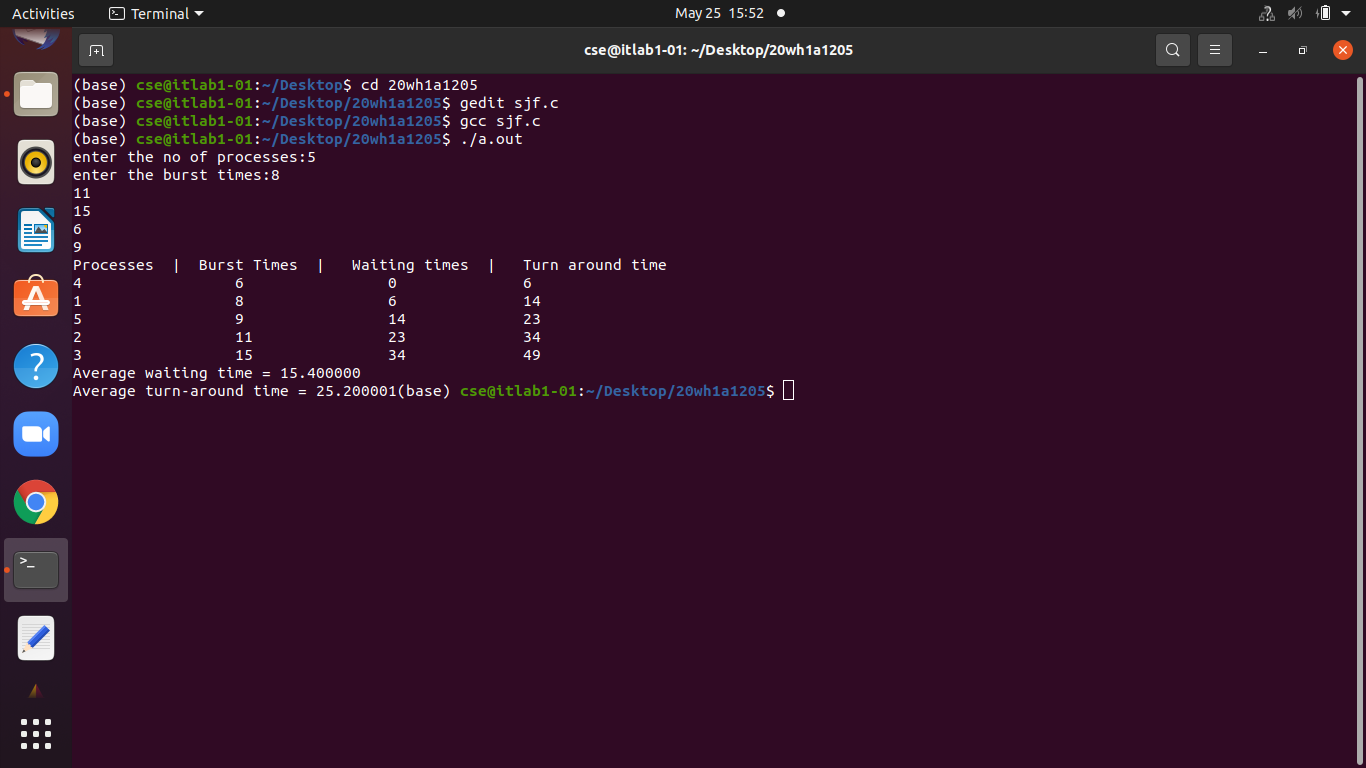 Activities Terminal May 25 15:52
cse@itlab1-01: ~/Desktop/20wh1a1205
(base) cse@itlab1-01:~/Desktop$ cd 20wh1a1205
(base) cse@itlab1-01:~/Desktop/20wh1a1205$ gedit sjf.c
(base) cse@itlab1-01:~/Desktop/20wh1a1205$ gcc sjf.c
(base) cse@itlab1-01:~/Desktop/20wh1a1205$ ./a.out
enter the no of processes:5
enter the burst times:8
11
15
6
9
Processes | Burst Times | Waiting times | Turn around time
4 6 0 6
1 8 6 14
5 9 14 23
2 11 23 34
3 15 34 49
Average waiting time = 15.400000
Average turn-around time = 25.200001(base) cse@itlab1-01:~/Desktop/20wh1a1205$